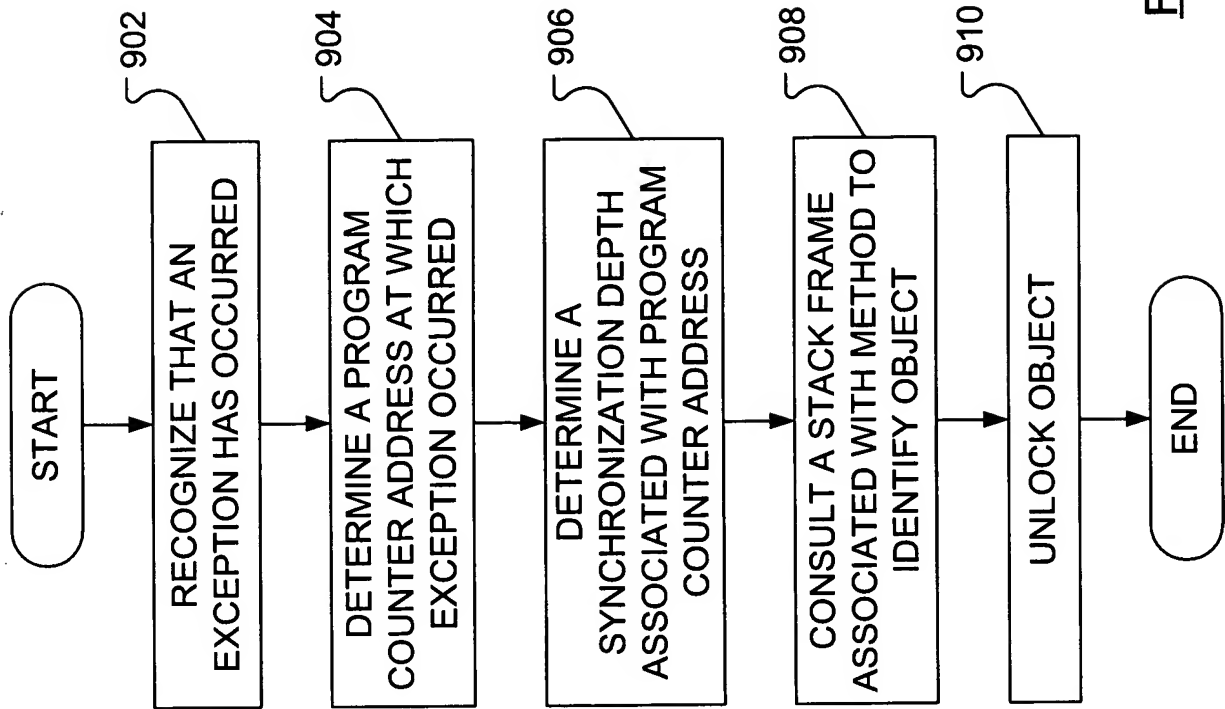 START
RECOGNIZE THAT AN
EXCEPTION HAS OCCURRED
902
DETERMINE A PROGRAM
COUNTER ADDRESS AT WHICH
EXCEPTION OCCURRED
904
DETERMINE A
SYNCHRONIZATION DEPTH
ASSOCIATED WITH PROGRAM
COUNTER ADDRESS
906
CONSULT A STACK FRAME
ASSOCIATED WITH METHOD TO
IDENTIFY OBJECT
908
UNLOCK OBJECT
910
END